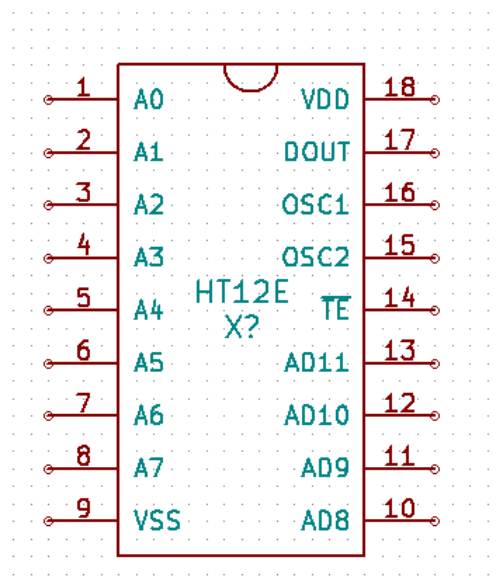 1 A0 VDD 18
2 A1 DOUT 17
3 A2 OSC1 16
4 A3 OSC2 15
HT12E
5 A4 TE 14
X?
6 A5 AD11 13
7 A6 AD10 12
8 A7 AD9 11
9 VSS AD8 10